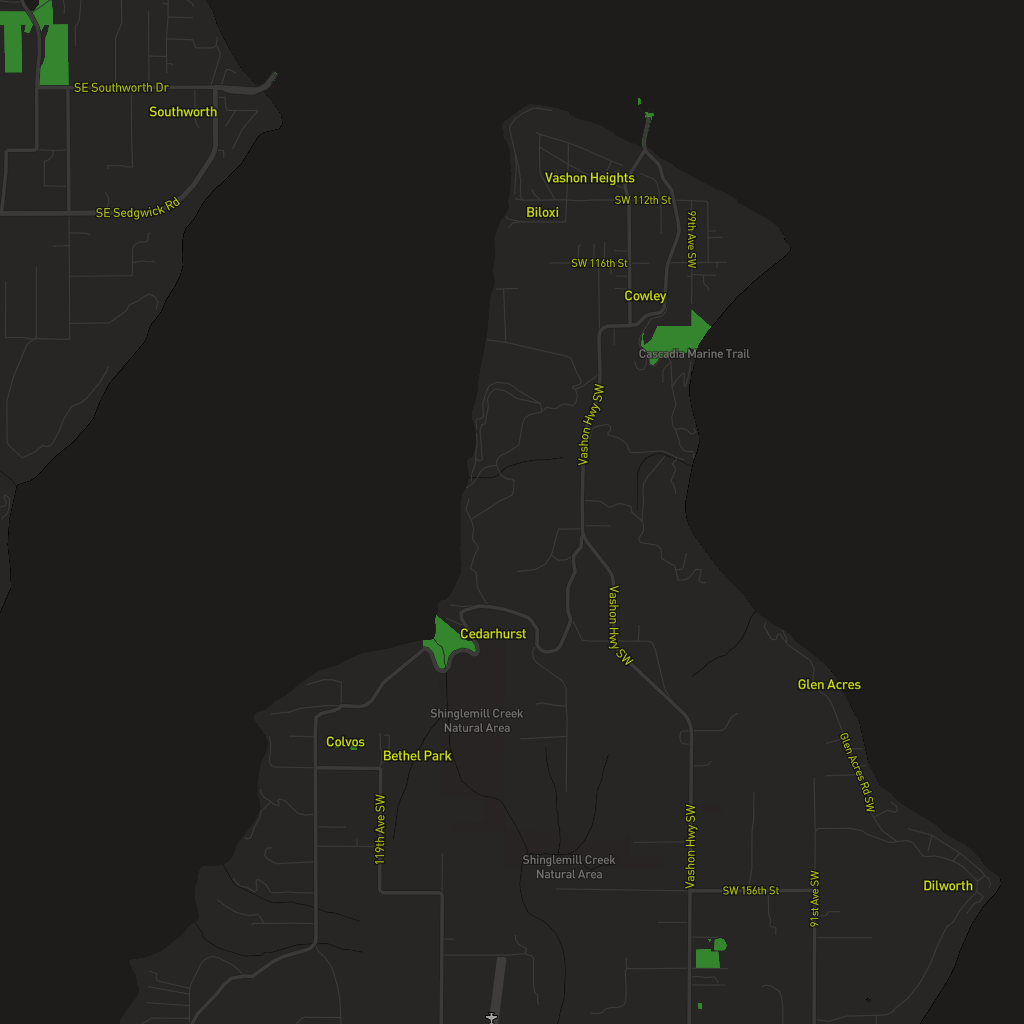 SE Southworth Dr
Southworth
Vashon Heights
SW 112th St
SE Sedgwick Rd
Biloxi
99th Ave SW
SW 116th St
Cowley
Cascadia Marine Trail
Vashon Hwy SW
Vashon Hwy SW
Cedarhurst
Glen Acres
Shinglemill Creek
Natural Area
Colvos
Bethel Park
Glen Acres Rd SW
119th Ave SW
Vashon Hwy SW
Shinglemill Creek
Natural Area
SW 156th St
91st Ave SW
Dilworth